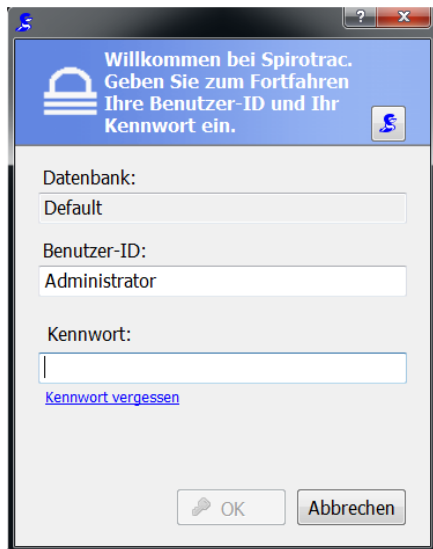 Willkommen bei Spirotrac.
Geben Sie zum Fortfahren
Ihre Benutzer-ID und Ihr
Kennwort ein.
Datenbank:
Default
Benutzer-ID:
Administrator
Kennwort:
Kennwort vergessen
OK
Abbrechen